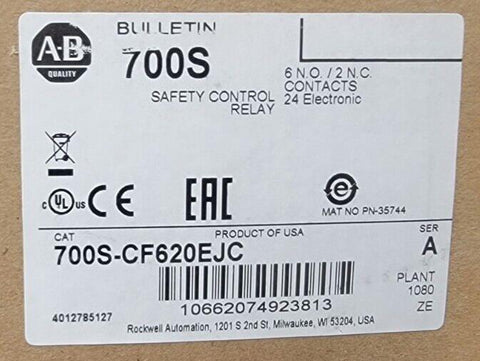 A-B
QUALITY
BULLETIN
700S
SAFETY CONTROL
RELAY
6 N.O. / 2 N.C.
CONTACTS
24 Electronic
c UL us CE
EAC
MAT NO PN-35744
CAT
PRODUCT OF USA
SER
700S-CF620EJC
A
PLANT
1080
ZE
10662074923813
4012785127
Rockwell Automation, 1201 S 2nd St, Milwaukee, WI 53204, USA